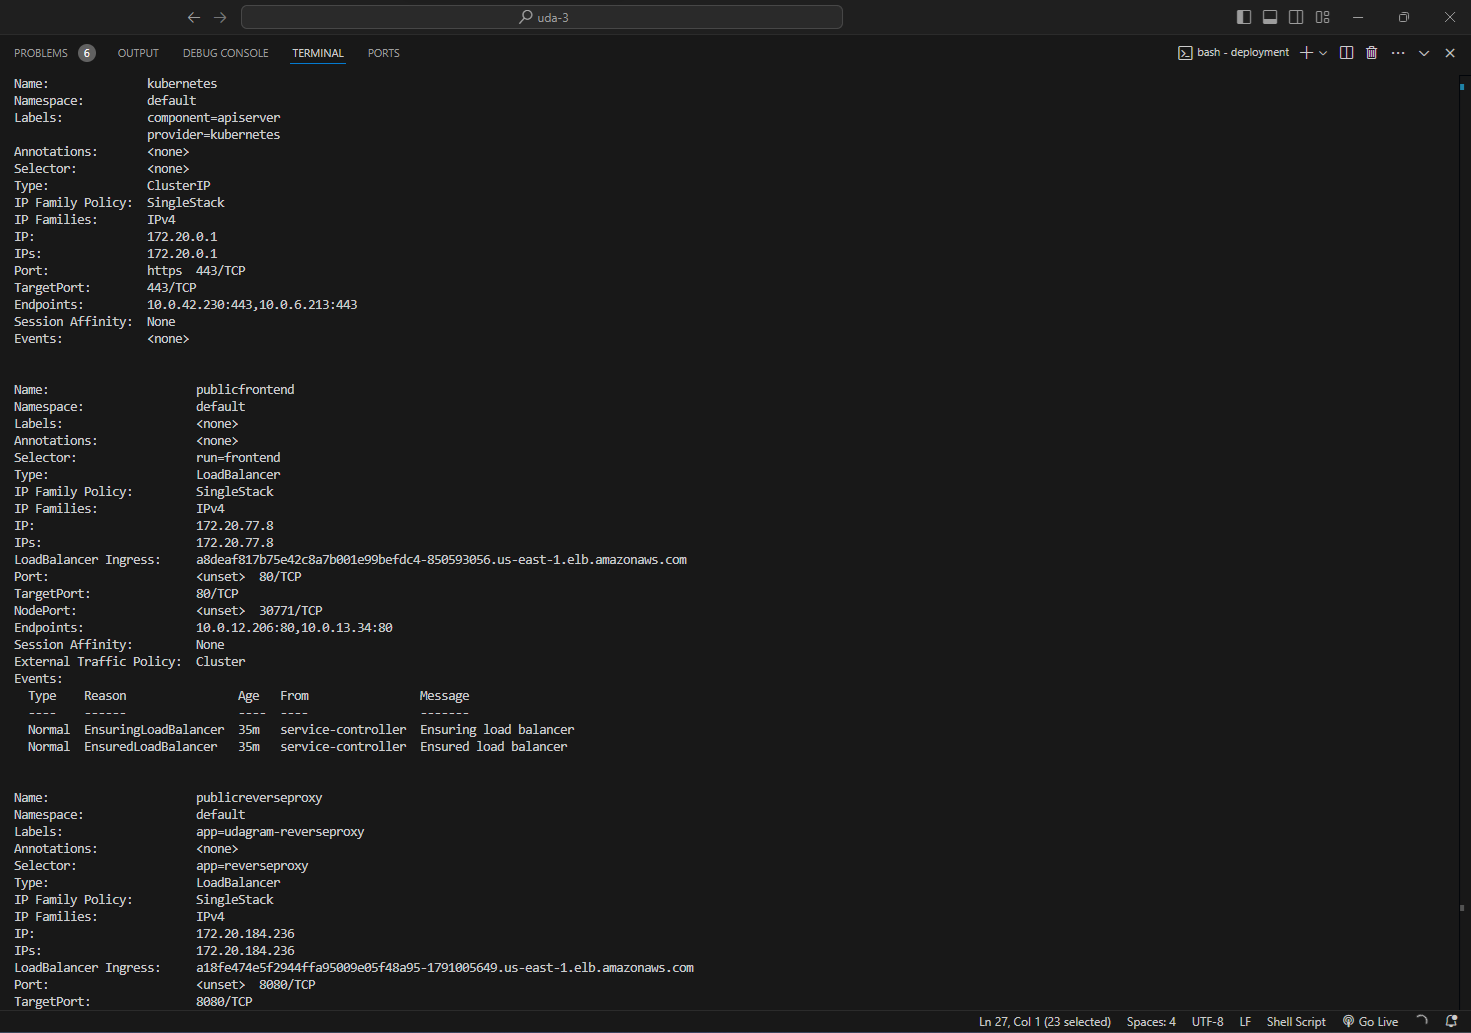 uda-3
PROBLEMS 6 OUTPUT DEBUG CONSOLE TERMINAL PORTS bash - deployment
Name: kubernetes
Namespace: default
Labels: component=apiserver
provider=kubernetes
Annotations: <none>
Selector: <none>
Type: ClusterIP
IP Family Policy: SingleStack
IP Families: IPv4
IP: 172.20.0.1
IPs: 172.20.0.1
Port: https 443/TCP
TargetPort: 443/TCP
Endpoints: 10.0.42.230:443,10.0.6.213:443
Session Affinity: None
Events: <none>
Name: publicfrontend
Namespace: default
Labels: <none>
Annotations: <none>
Selector: run=frontend
Type: LoadBalancer
IP Family Policy: SingleStack
IP Families: IPv4
IP: 172.20.77.8
IPs: 172.20.77.8
LoadBalancer Ingress: a8deaf817b75e42c8a7b001e99befdc4-850593056.us-east-1.elb.amazonaws.com
Port: <unset> 80/TCP
TargetPort: 80/TCP
NodePort: <unset> 30771/TCP
Endpoints: 10.0.12.206:80,10.0.13.34:80
Session Affinity: None
External Traffic Policy: Cluster
Events:
Type Reason Age From Message
---- ------ ---- ---- -------
Normal EnsuringLoadBalancer 35m service-controller Ensuring load balancer
Normal EnsuredLoadBalancer 35m service-controller Ensured load balancer
Name: publicreverseproxy
Namespace: default
Labels: app=udagram-reverseproxy
Annotations: <none>
Selector: app=reverseproxy
Type: LoadBalancer
IP Family Policy: SingleStack
IP Families: IPv4
IP: 172.20.184.236
IPs: 172.20.184.236
LoadBalancer Ingress: a18fe474e5f2944ffa95009e05f48a95-1791005649.us-east-1.elb.amazonaws.com
Port: <unset> 8080/TCP
TargetPort: 8080/TCP
Ln 27, Col 1 (23 selected) Spaces: 4 UTF-8 LF Shell Script Go Live